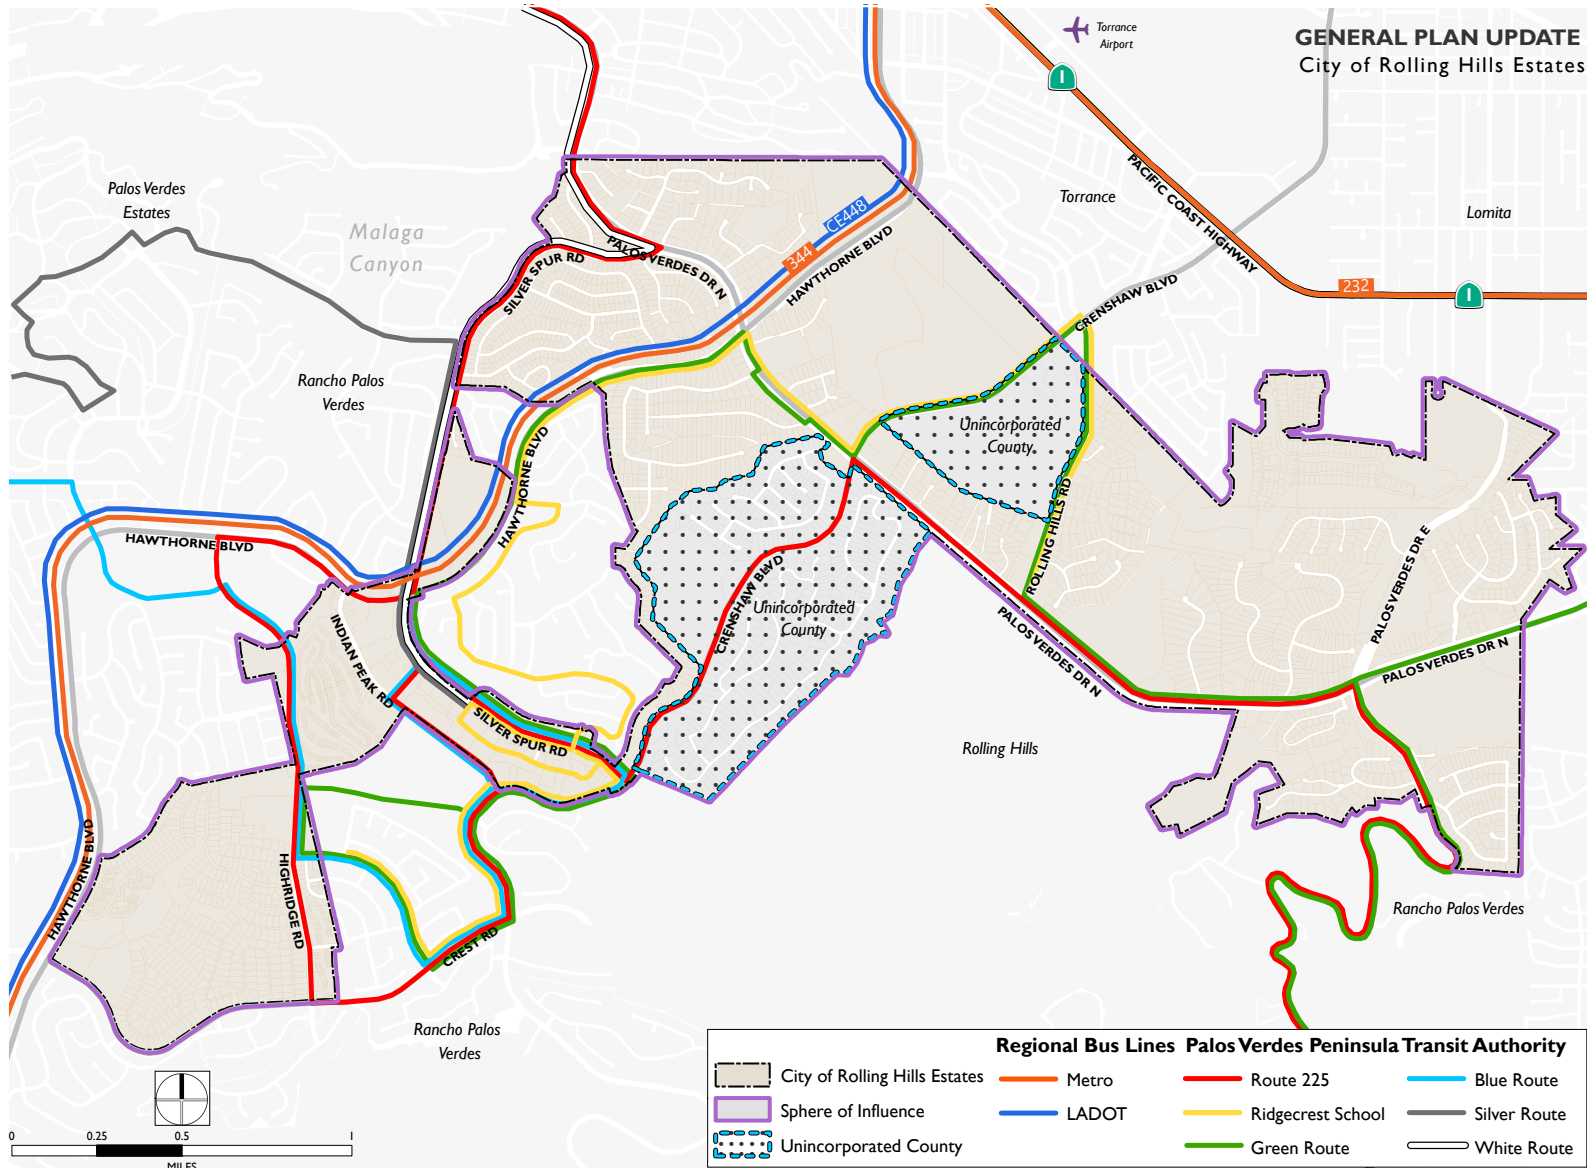 GENERAL PLAN UPDATE
City of Rolling Hills Estates
Torrance
Airport
1
PACIFIC COAST HIGHWAY
Palos Verdes
Estates
Torrance
Lomita
Malaga
Canyon
CE448
344
HAWTHORNE BLVD
PALOS VERDES DR N
SILVER SPUR RD
CRENSHAW BLVD
232
1
Rancho Palos
Verdes
Unincorporated
County
HAWTHORNE BLVD
ROLLING HILLS RD
PALOS VERDES DR E
HAWTHORNE BLVD
CRENSHAW BLVD
Unincorporated
County
INDIAN PEAK RD
PALOS VERDES DR N
PALOS VERDES DR N
SILVER SPUR RD
Rolling Hills
HAWTHORNE BLVD
HIGHRIDGE RD
CREST RD
Rancho Palos Verdes
Rancho Palos
Verdes
Regional Bus Lines
Palos Verdes Peninsula Transit Authority
City of Rolling Hills Estates
Metro
Route 225
Blue Route
Sphere of Influence
LADOT
Ridgecrest School
Silver Route
Unincorporated County
Green Route
White Route
0 0.25 0.5 1
MILES